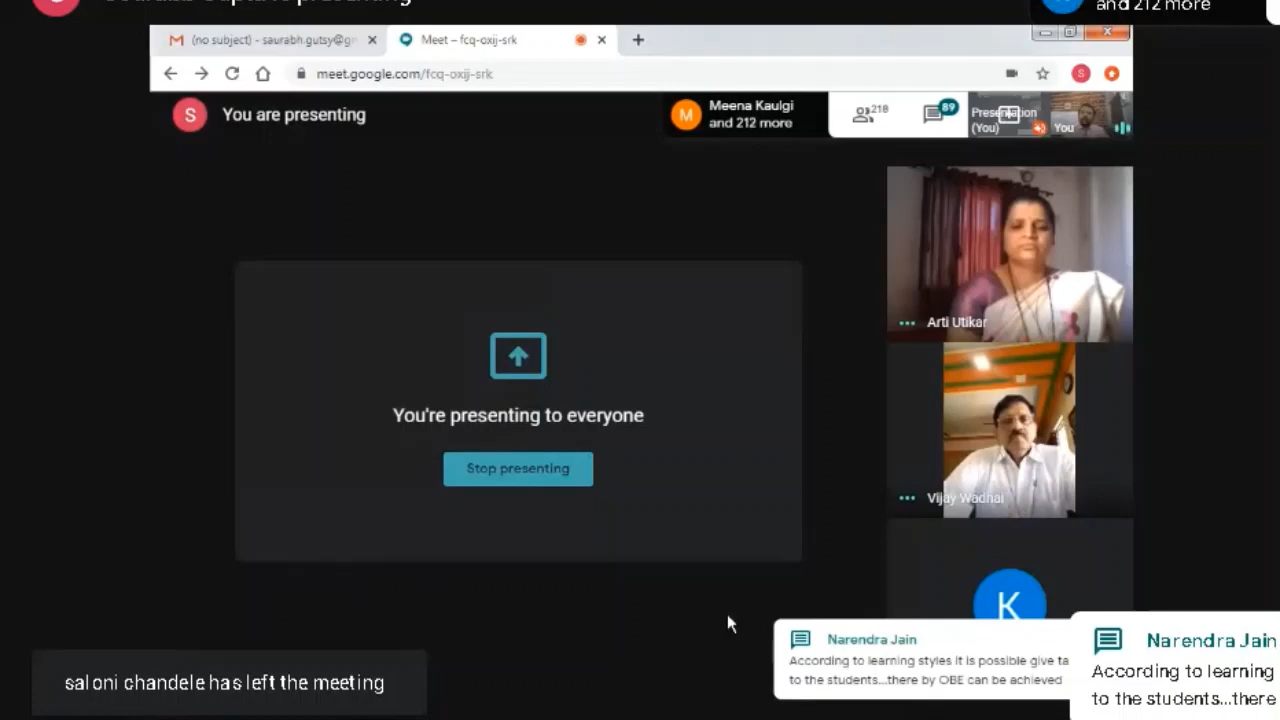 and 212 more
(no subject) - saurabh.gutsy@gm
Meet – fcq-oxij-srk
meet.google.com/fcq-oxij-srk
S
S
You are presenting
M
Meena Kaulgi
and 212 more
218
89
Presentation
(You)
You
Arti Utikar
You're presenting to everyone
Stop presenting
Vijay Wadhai
K
Narendra Jain
According to learning styles it is possible give ta
to the students...there by OBE can be achieved
Narendra Jain
According to learning
to the students...there
saloni chandele has left the meeting